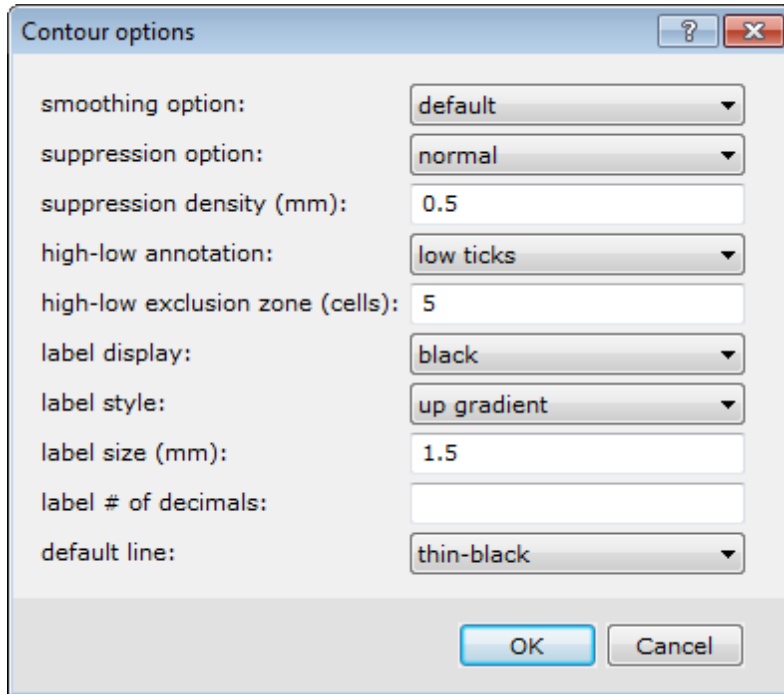 Contour options ?
smoothing option: default
suppression option: normal
suppression density (mm): 0.5
high-low annotation: low ticks
high-low exclusion zone (cells): 5
label display: black
label style: up gradient
label size (mm): 1.5
label # of decimals:
default line: thin-black
OK Cancel